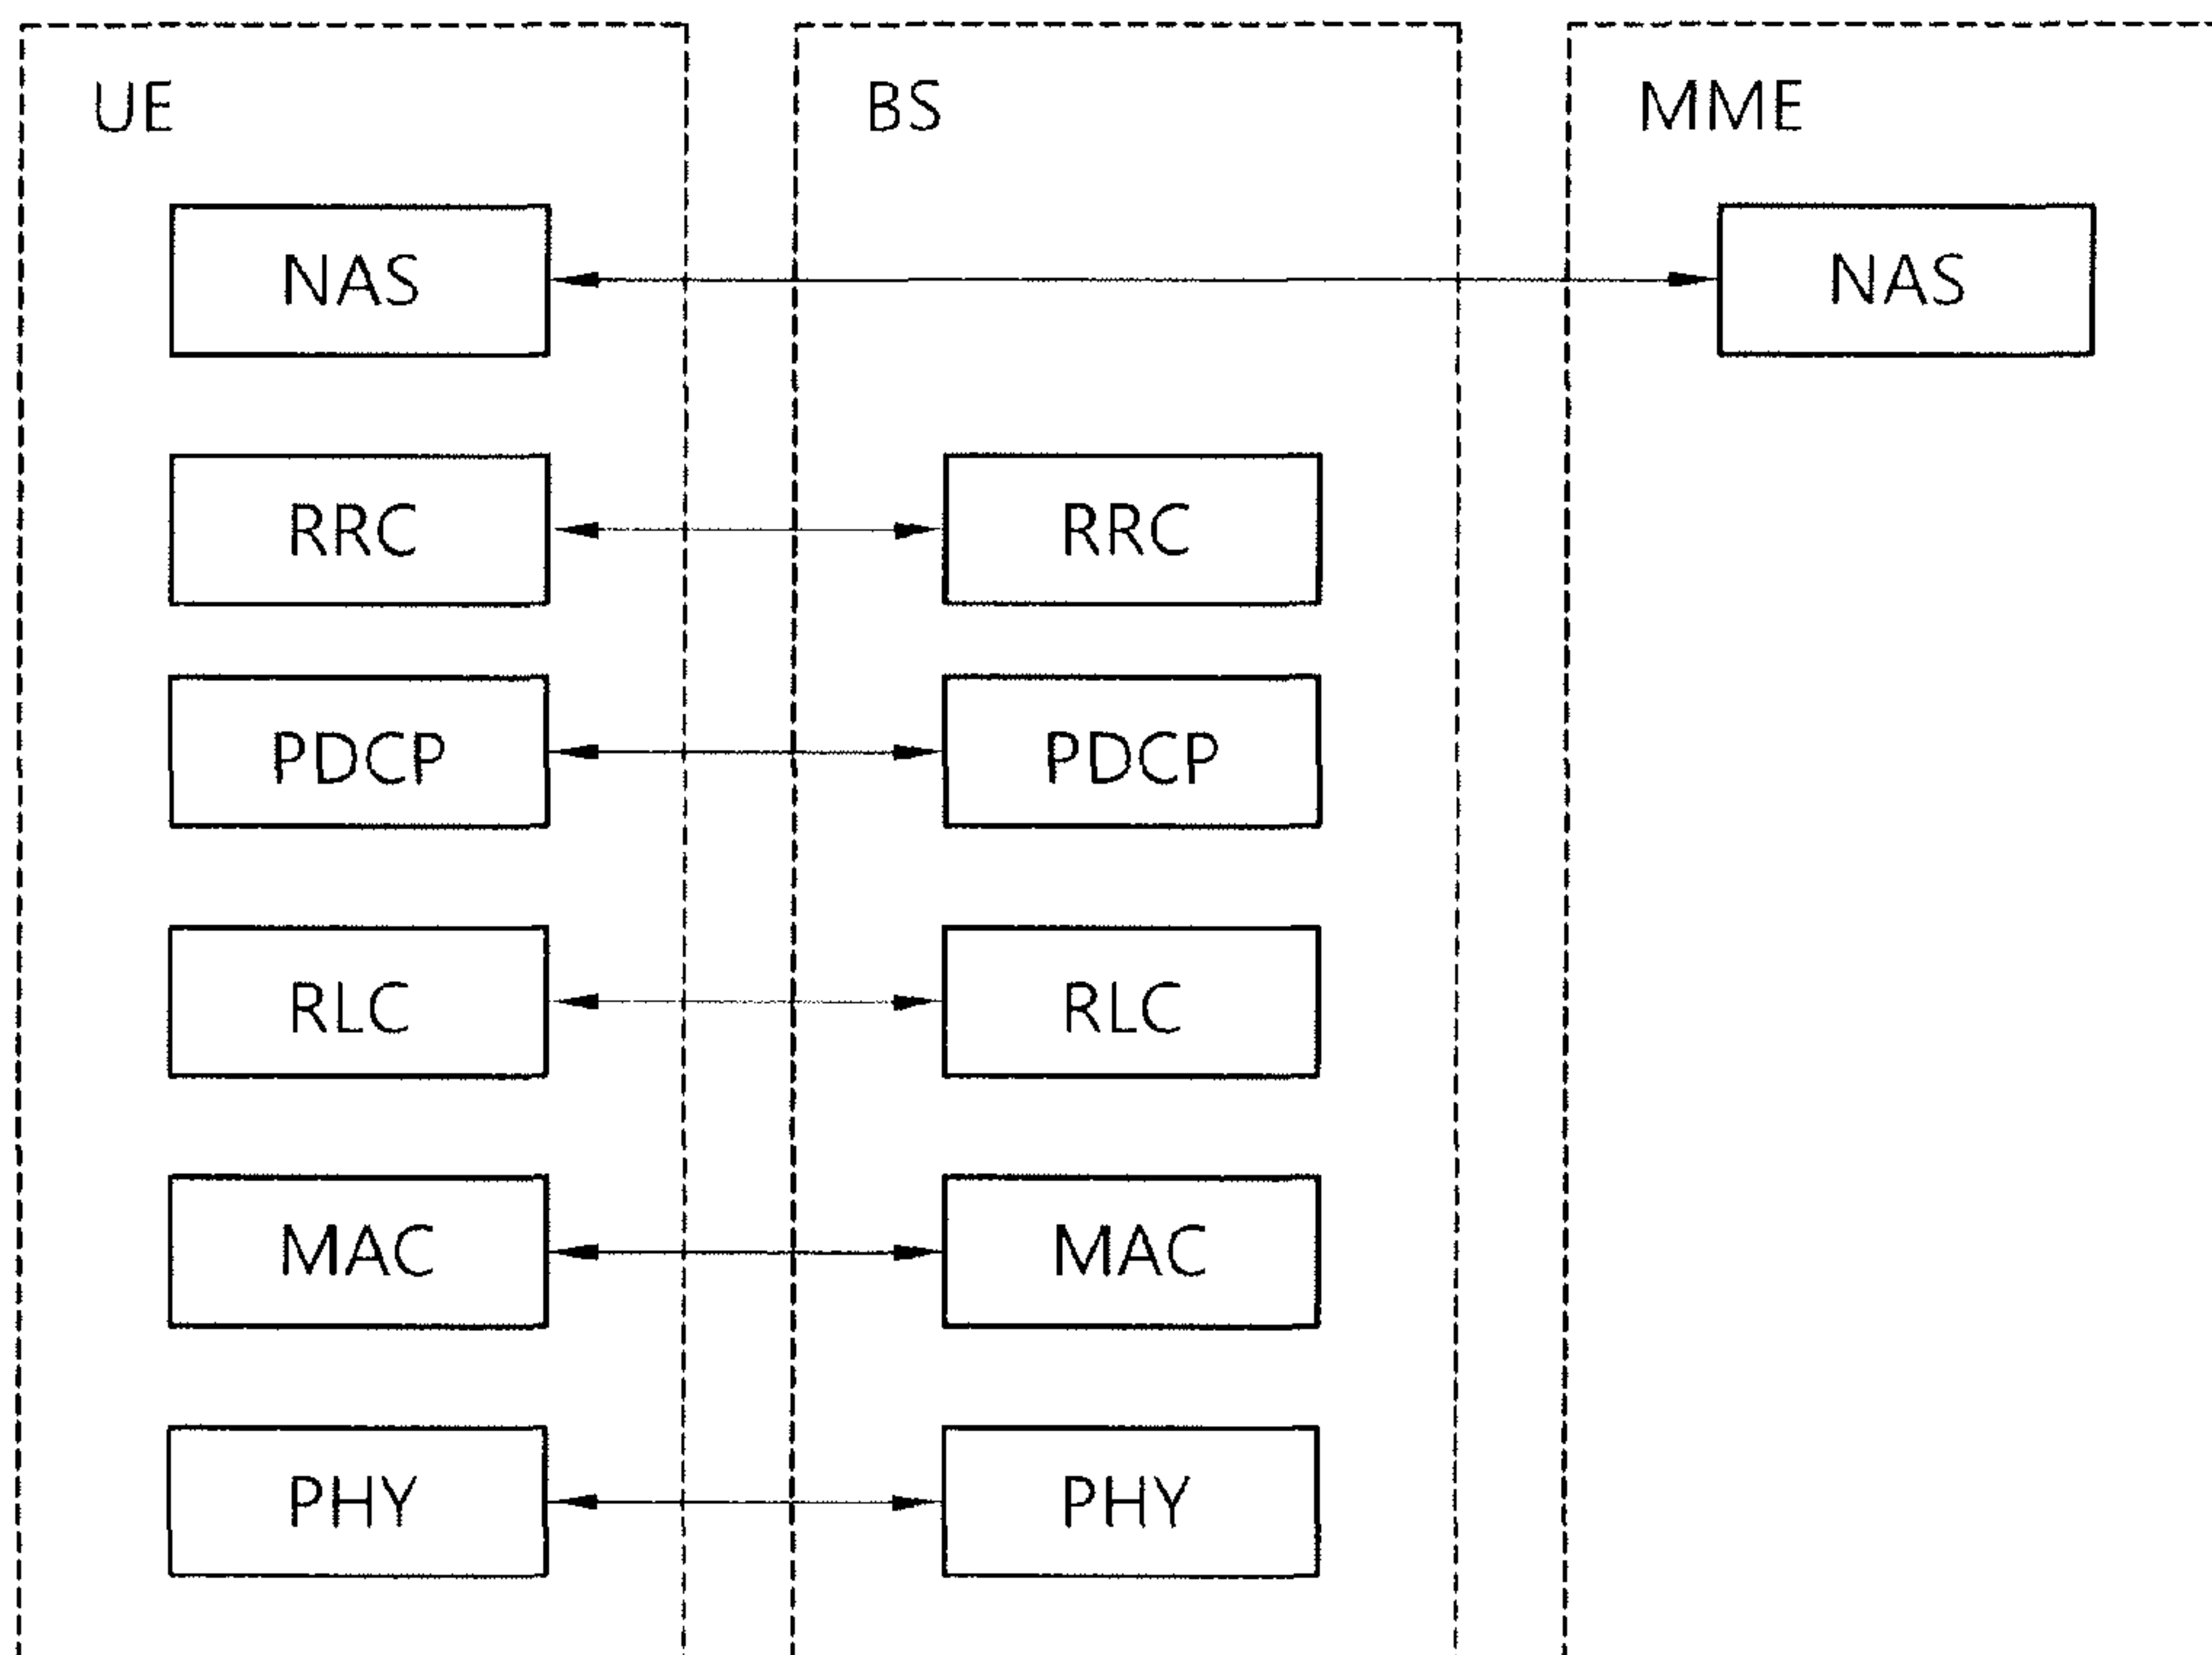 UE BS MME
NAS NAS
RRC RRC
PDCP PDCP
RLC RLC
MAC MAC
PHY PHY